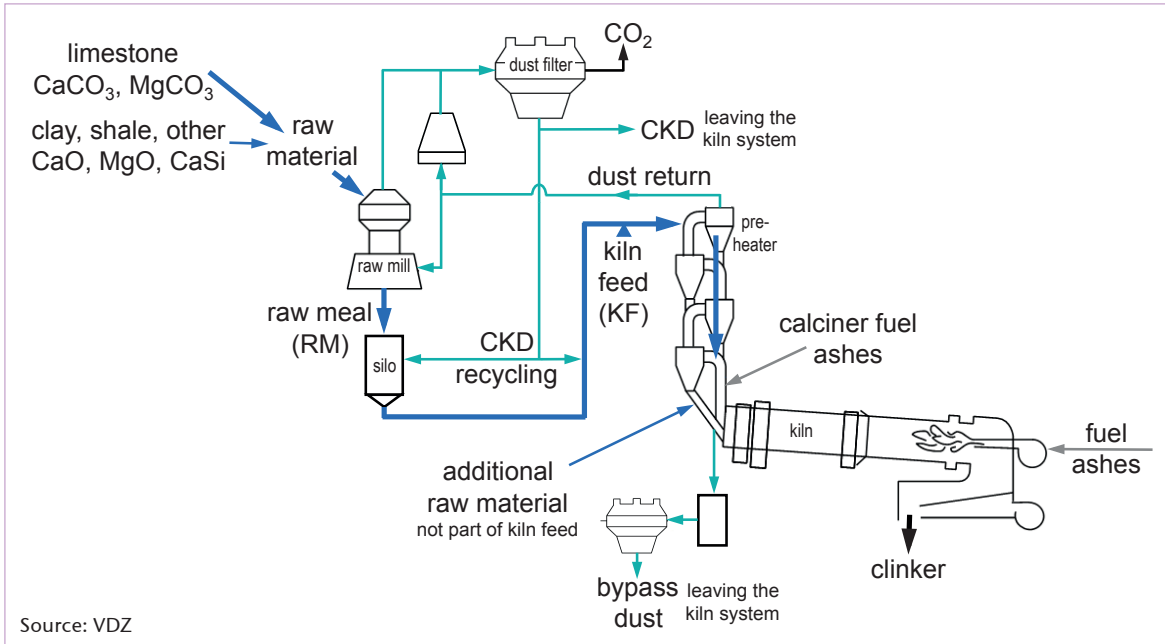 limestone
CaCO₃, MgCO₃
clay, shale, other
CaO, MgO, CaSi
raw
material
dust filter
CO₂
CKD
leaving the
kiln system
dust return
pre-
heater
raw mill
kiln
feed
(KF)
raw meal
(RM)
silo
CKD
recycling
calciner fuel
ashes
kiln
fuel
ashes
additional
raw material
not part of kiln feed
clinker
bypass
dust
leaving the
kiln system
Source: VDZ